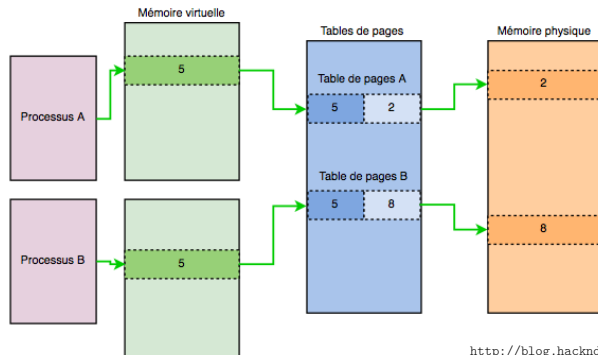 Mémoire virtuelle
Tables de pages
Mémoire physique
Processus A
5
Table de pages A
5 2
2
Table de pages B
5 8
8
Processus B
5
http://blog.hacknd